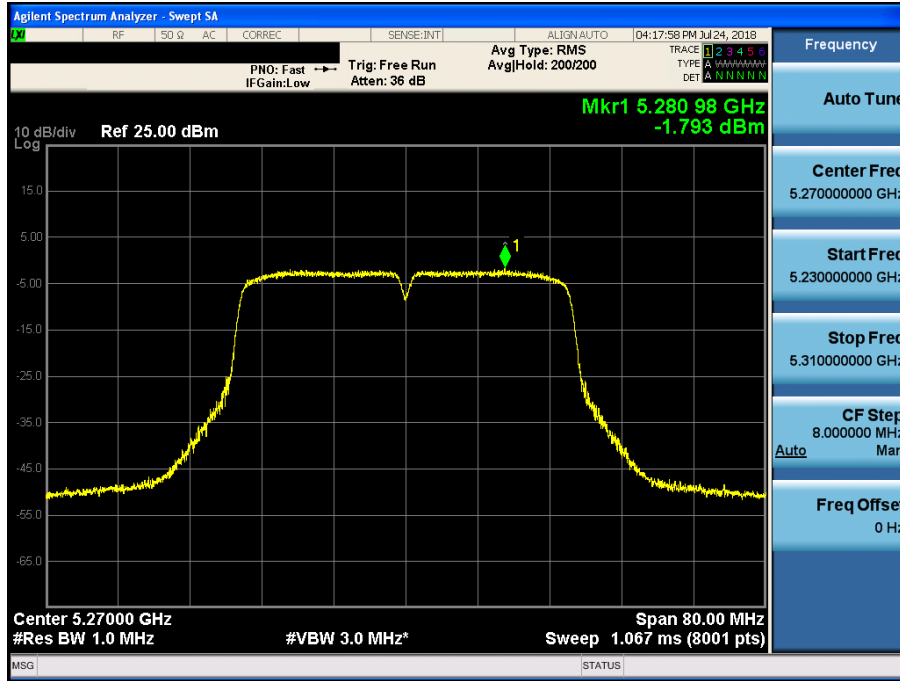 Agilent Spectrum Analyzer - Swept SA
LXI RF 50 Ω AC CORREC SENSE:INT ALIGNAUTO 04:17:58 PM Jul 24, 2018
PNO: Fast
IFGain:Low
Trig: Free Run
Atten: 36 dB
Avg Type: RMS
Avg|Hold: 200/200
TRACE 1 2 3 4 5 6
TYPE A WWWWW
DET A N N N N N
Mkr1 5.280 98 GHz
-1.793 dBm
10 dB/div Ref 25.00 dBm
Log
15.0
5.00
-5.00
-15.0
-25.0
-35.0
-45.0
-55.0
-65.0
1
Center 5.27000 GHz Span 80.00 MHz
#Res BW 1.0 MHz #VBW 3.0 MHz* Sweep 1.067 ms (8001 pts)
MSG STATUS
Frequency
Auto Tune
Center Freq
5.270000000 GHz
Start Freq
5.230000000 GHz
Stop Freq
5.310000000 GHz
CF Step
8.000000 MHz
Auto Man
Freq Offset
0 Hz